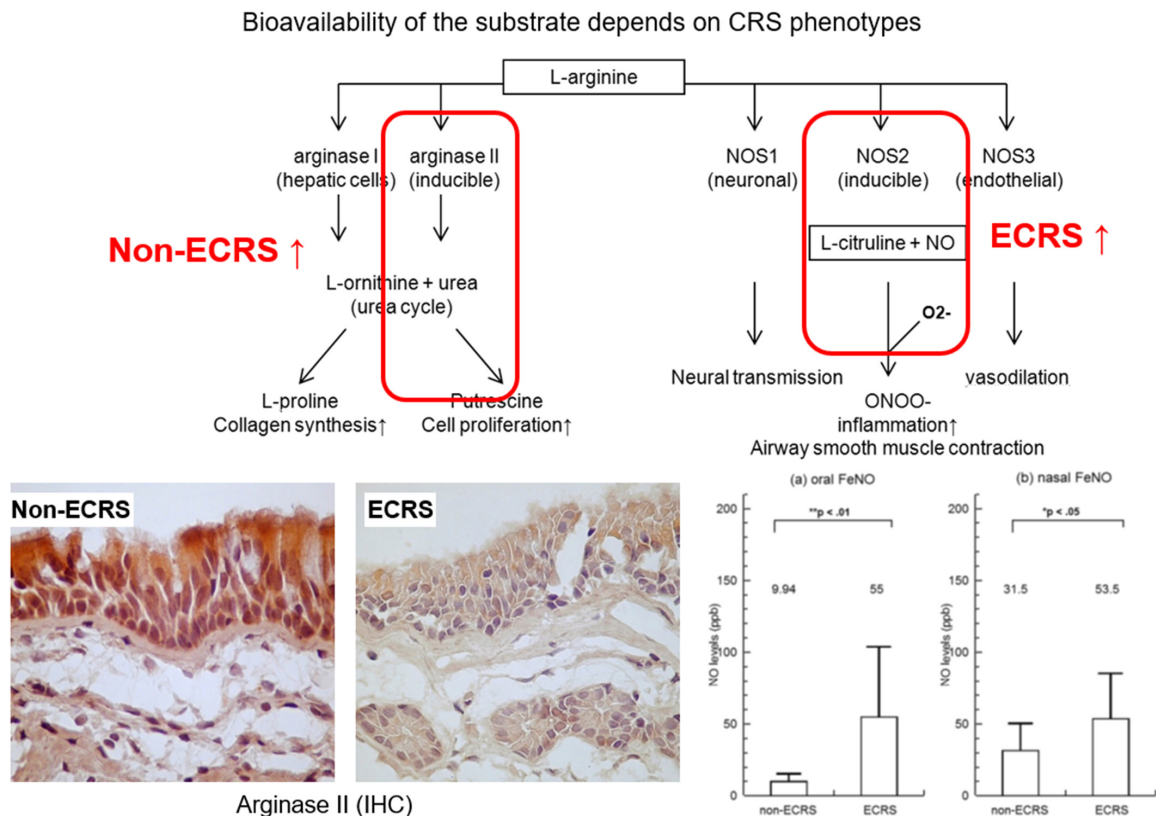 Bioavailability of the substrate depends on CRS phenotypes
L-arginine
arginase I
(hepatic cells)
arginase II
(inducible)
NOS1
(neuronal)
NOS2
(inducible)
NOS3
(endothelial)
Non-ECRS ↑
L-citruline + NO
ECRS ↑
L-ornithine + urea
(urea cycle)
O2-
Neural transmission
vasodilation
L-proline
Collagen synthesis↑
Putrescine
Cell proliferation↑
ONOO-
inflammation↑
Airway smooth muscle contraction
Non-ECRS
ECRS
Arginase II (IHC)
(a) oral FeNO
200
150
100
50
0
NO levels (ppb)
**p < .01
9.94
55
non-ECRS
ECRS
(b) nasal FeNO
200
150
100
50
0
NO levels (ppb)
*p < .05
31.5
53.5
non-ECRS
ECRS